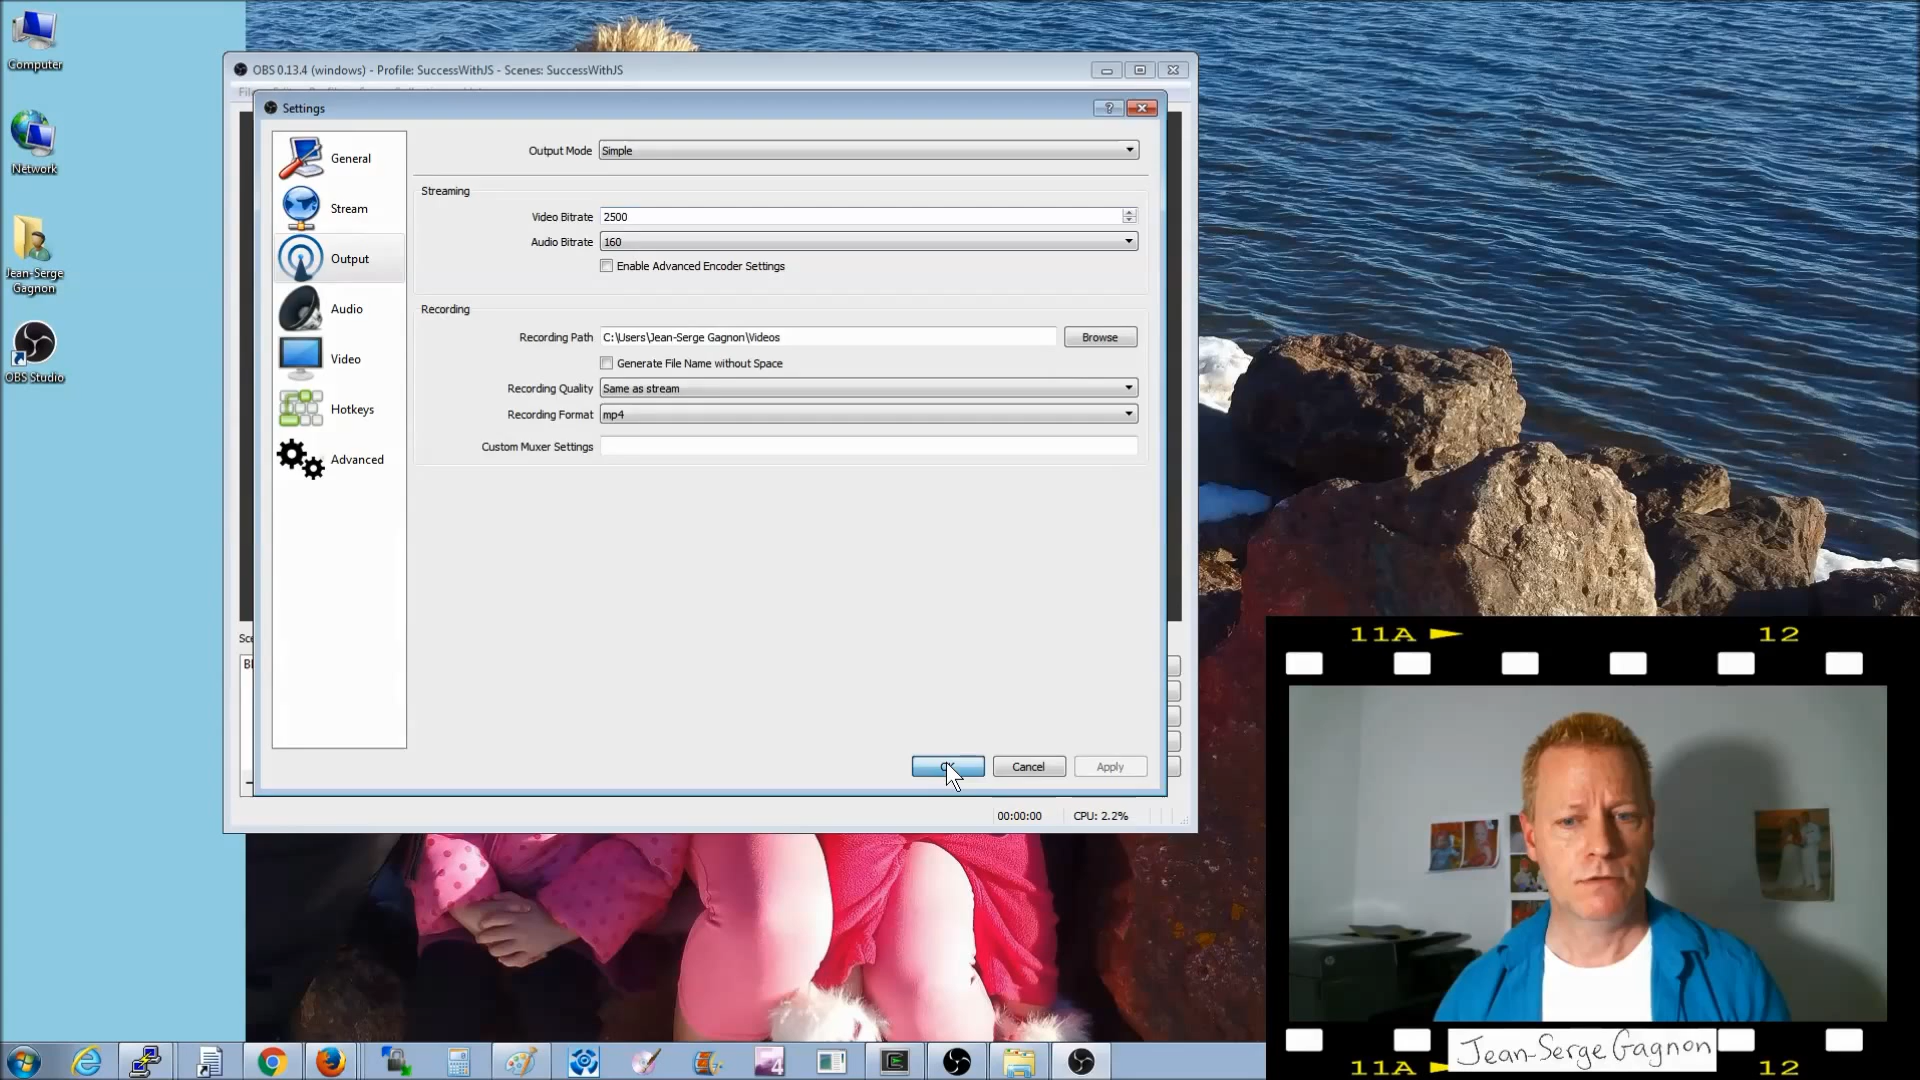 Computer
Network
Jean-Serge
Gagnon
OBS Studio
OBS 0.13.4 (windows) - Profile: SuccessWithJS - Scenes: SuccessWithJS
Settings
General
Stream
Output
Audio
Video
Hotkeys
Advanced
Output Mode Simple
Streaming
Video Bitrate 2500
Audio Bitrate 160
Enable Advanced Encoder Settings
Recording
Recording Path C:\Users\Jean-Serge Gagnon\Videos Browse
Generate File Name without Space
Recording Quality Same as stream
Recording Format mp4
Custom Muxer Settings
Cancel Apply
00:00:00 CPU: 2.2%
11A 12
Jean-Serge Gagnon
11A 12